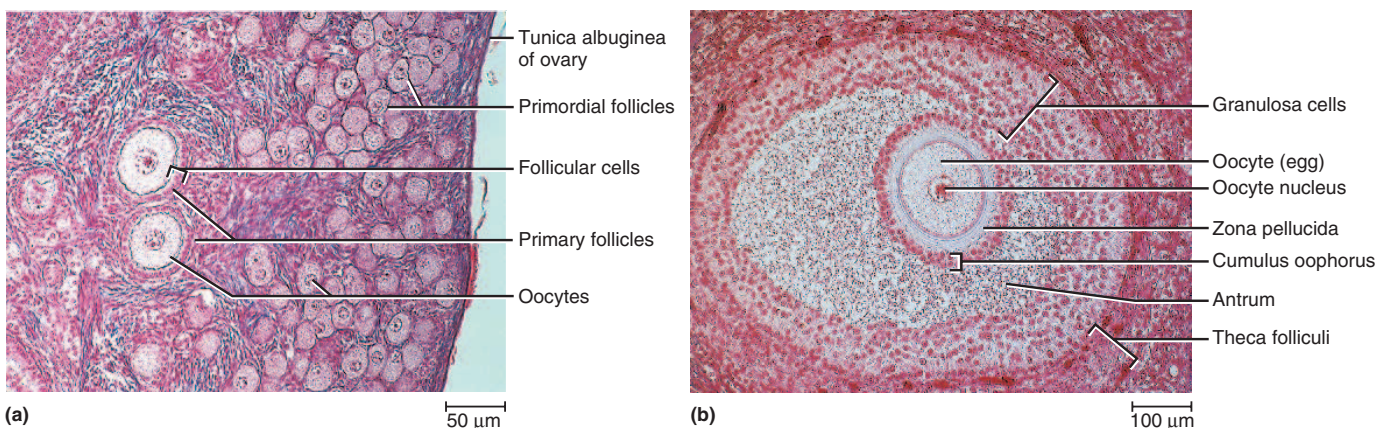 Tunica albuginea
of ovary
Primordial follicles
Follicular cells
Primary follicles
Oocytes
(a)
50 µm
Granulosa cells
Oocyte (egg)
Oocyte nucleus
Zona pellucida
Cumulus oophorus
Antrum
Theca folliculi
(b)
100 µm